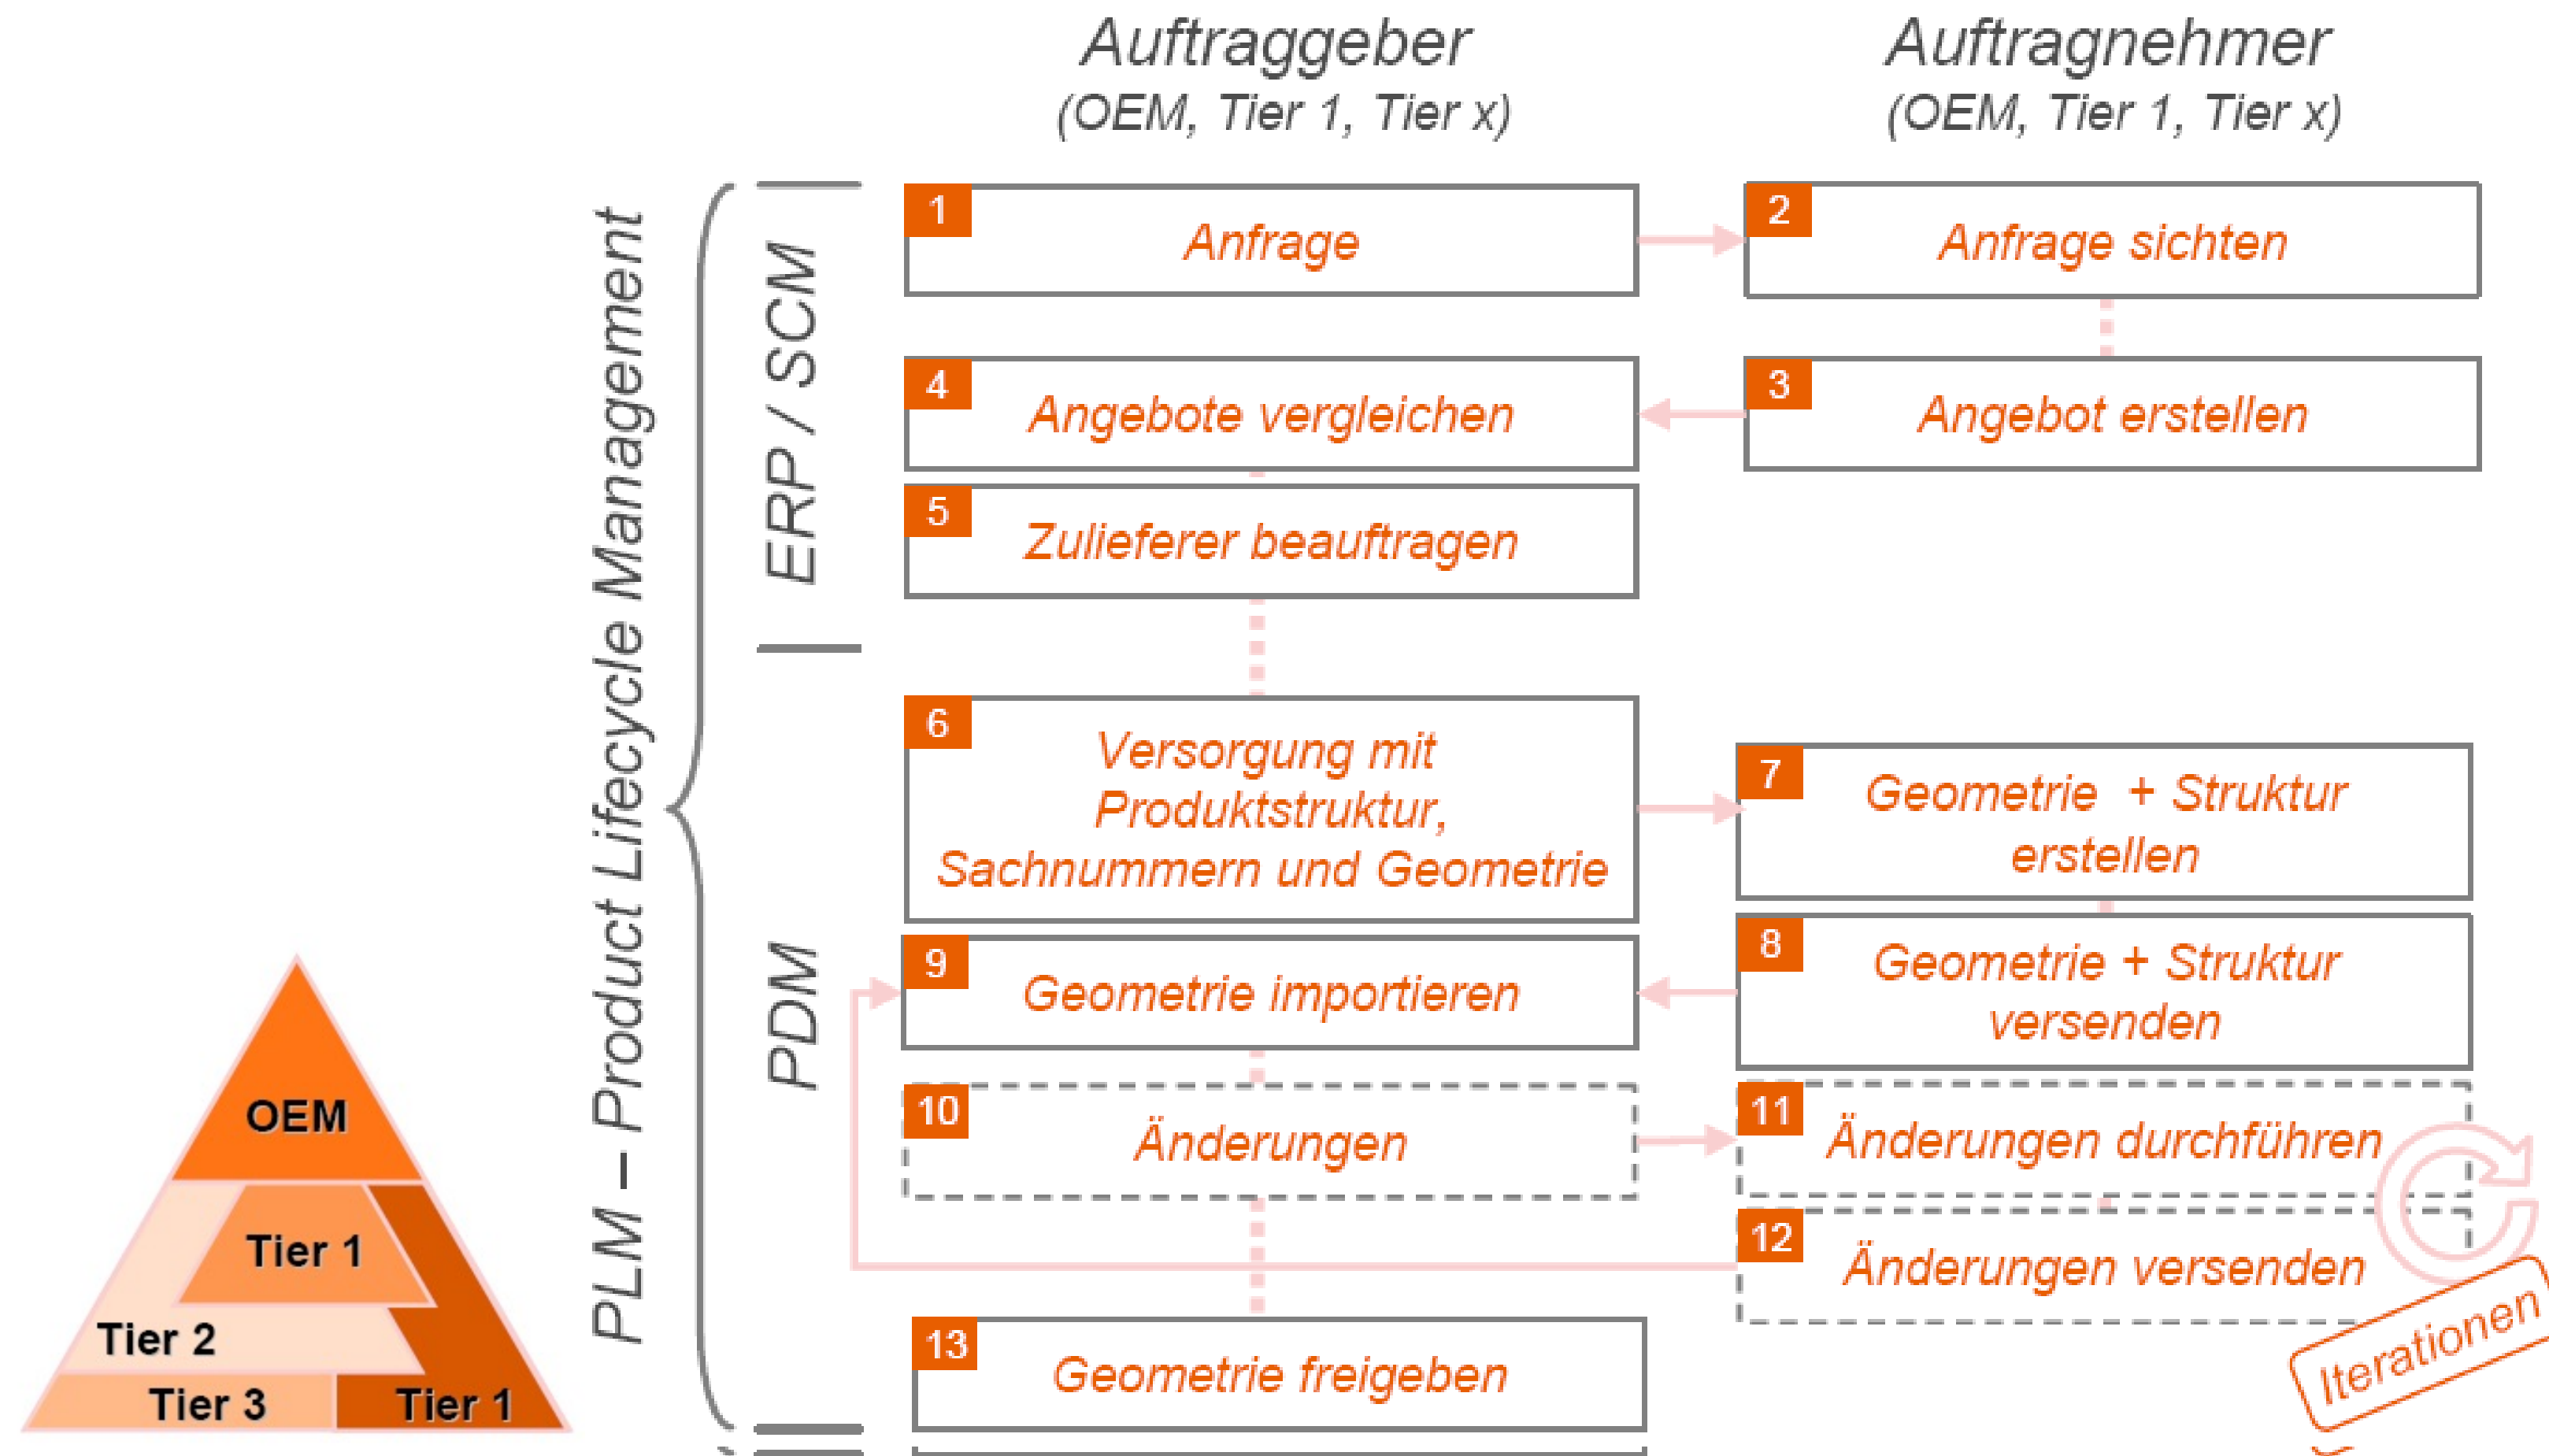 Auftraggeber
(OEM, Tier 1, Tier x)
Auftragnehmer
(OEM, Tier 1, Tier x)
PLM – Product Lifecycle Management
ERP / SCM
1
Anfrage
2
Anfrage sichten
4
Angebote vergleichen
3
Angebot erstellen
5
Zulieferer beauftragen
PDM
6
Versorgung mit
Produktstruktur,
Sachnummern und Geometrie
7
Geometrie + Struktur
erstellen
8
Geometrie + Struktur
versenden
9
Geometrie importieren
10
Änderungen
11
Änderungen durchführen
12
Änderungen versenden
Iterationen
13
Geometrie freigeben
OEM
Tier 1
Tier 2
Tier 3
Tier 1